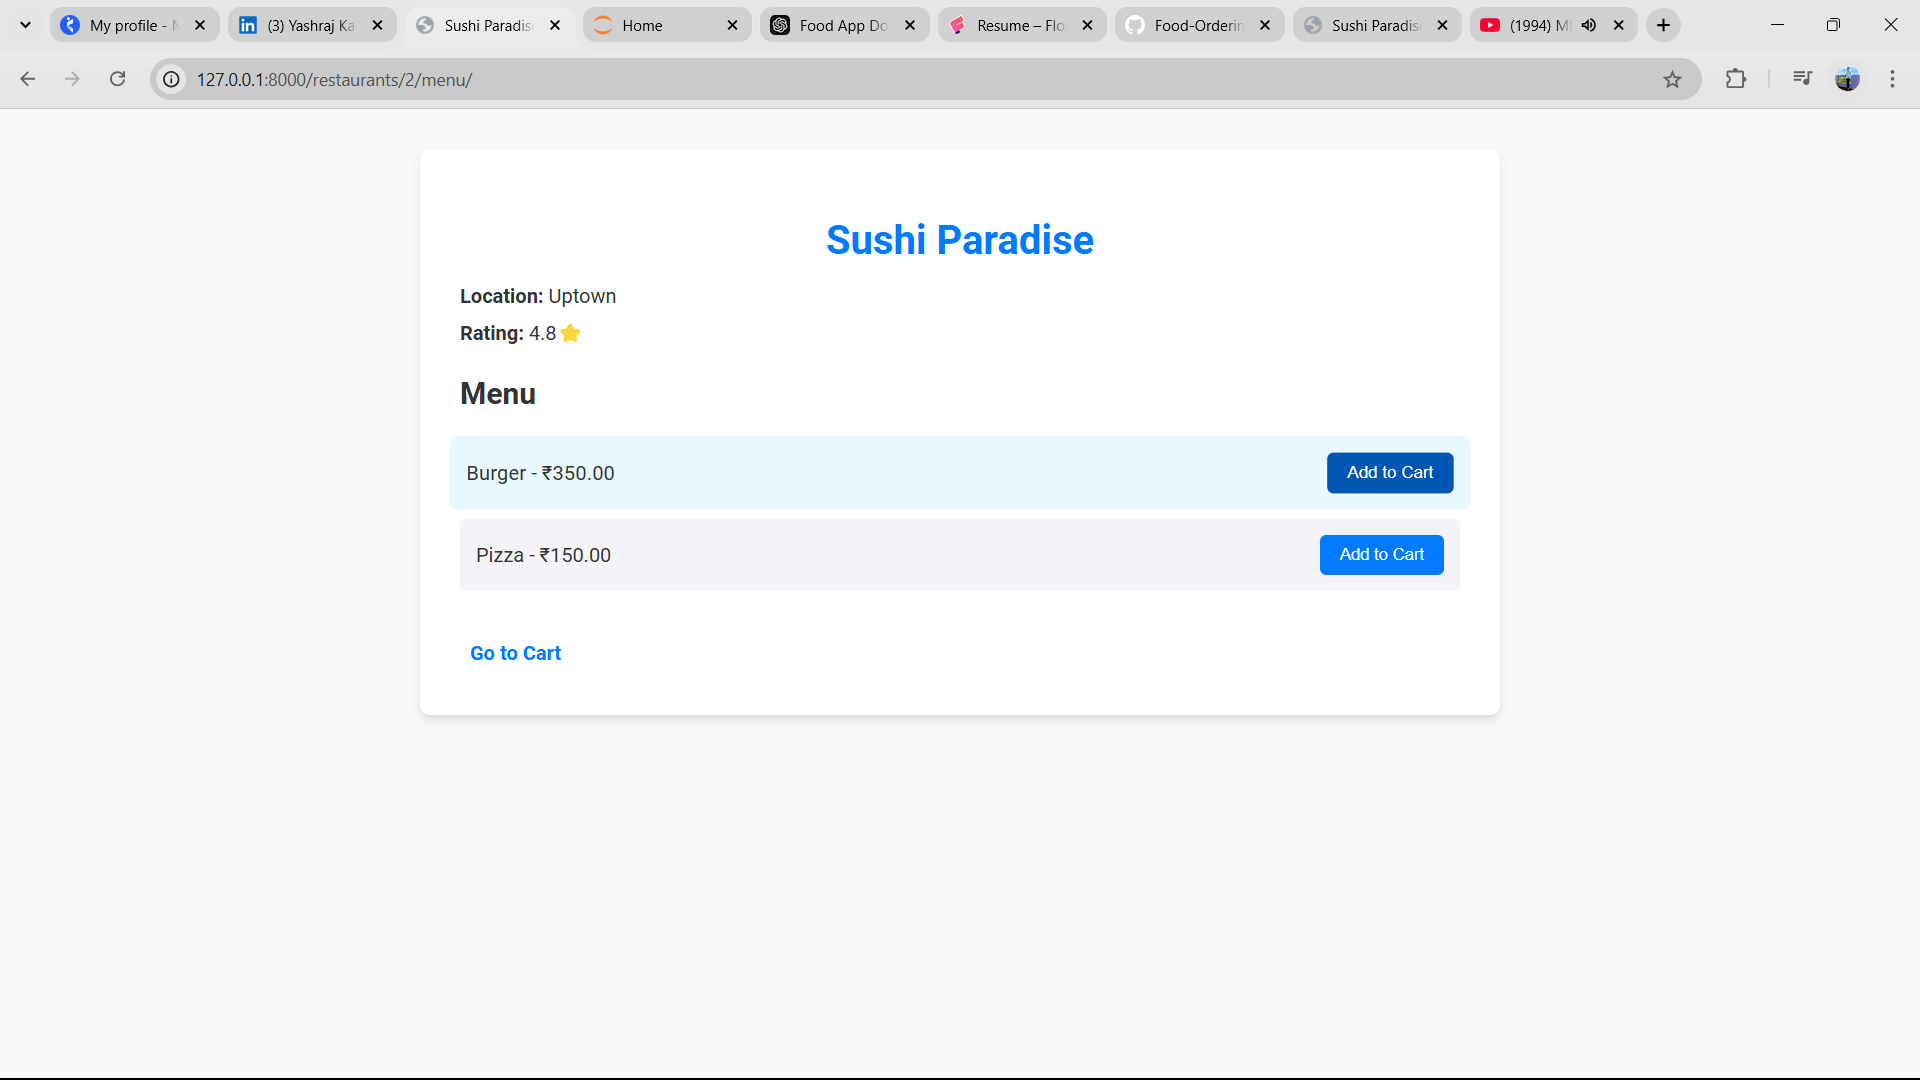 My profile - N
(3) Yashraj Ka
Sushi Paradise
Home
Food App Do
Resume – Flo
Food-Orderin
Sushi Paradise
(1994) M
127.0.0.1:8000/restaurants/2/menu/
Sushi Paradise
Location: Uptown
Rating: 4.8
Menu
Burger - ₹350.00
Add to Cart
Pizza - ₹150.00
Add to Cart
Go to Cart